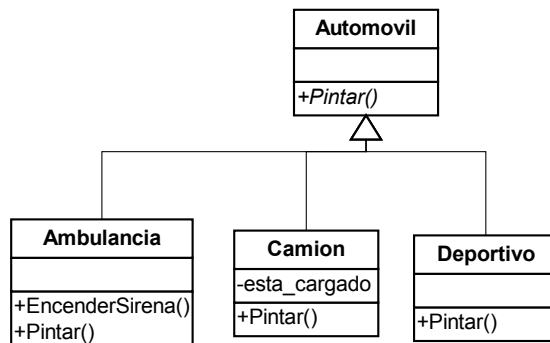 Automovil
+Pintar()
Ambulancia
+EncenderSirena()
+Pintar()
Camion
-esta_cargado
+Pintar()
Deportivo
+Pintar()